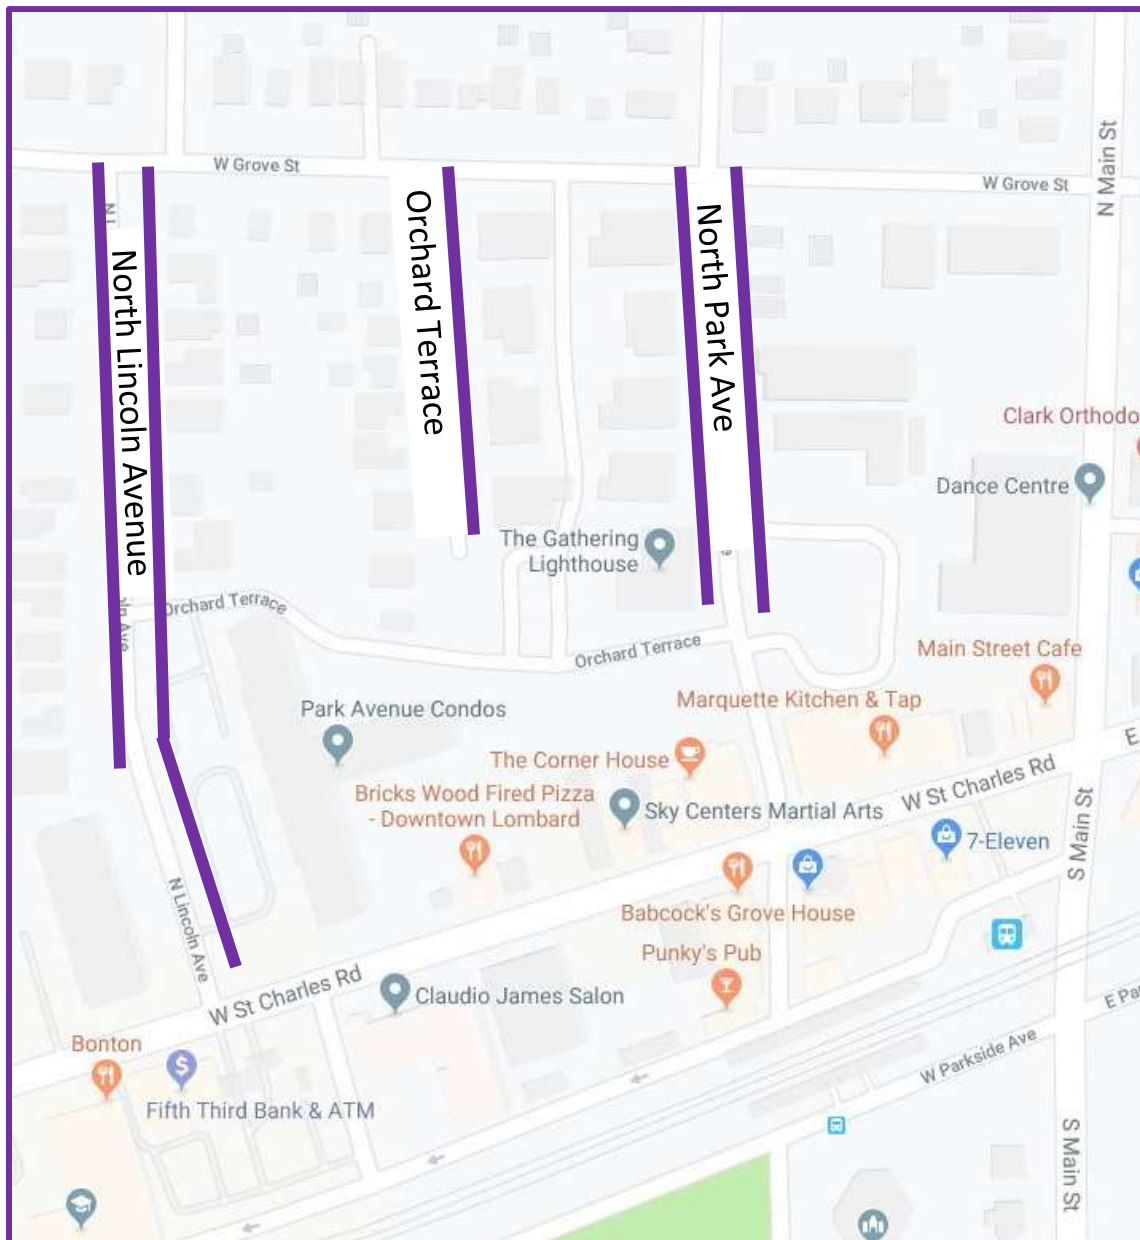 W Grove St
W Grove St
N Main St
North Lincoln Avenue
Orchard Terrace
North Park Ave
Clark Orthodo
Dance Centre
The Gathering
Lighthouse
Orchard Terrace
Orchard Terrace
Main Street Cafe
Park Avenue Condos
Marquette Kitchen & Tap
The Corner House
Bricks Wood Fired Pizza
- Downtown Lombard
Sky Centers Martial Arts
W St Charles Rd
E
7-Eleven
S Main St
N Lincoln Ave
Babcock's Grove House
Punky's Pub
Claudio James Salon
W St Charles Rd
Bonton
Fifth Third Bank & ATM
W Parkside Ave
E Pa
S Main St